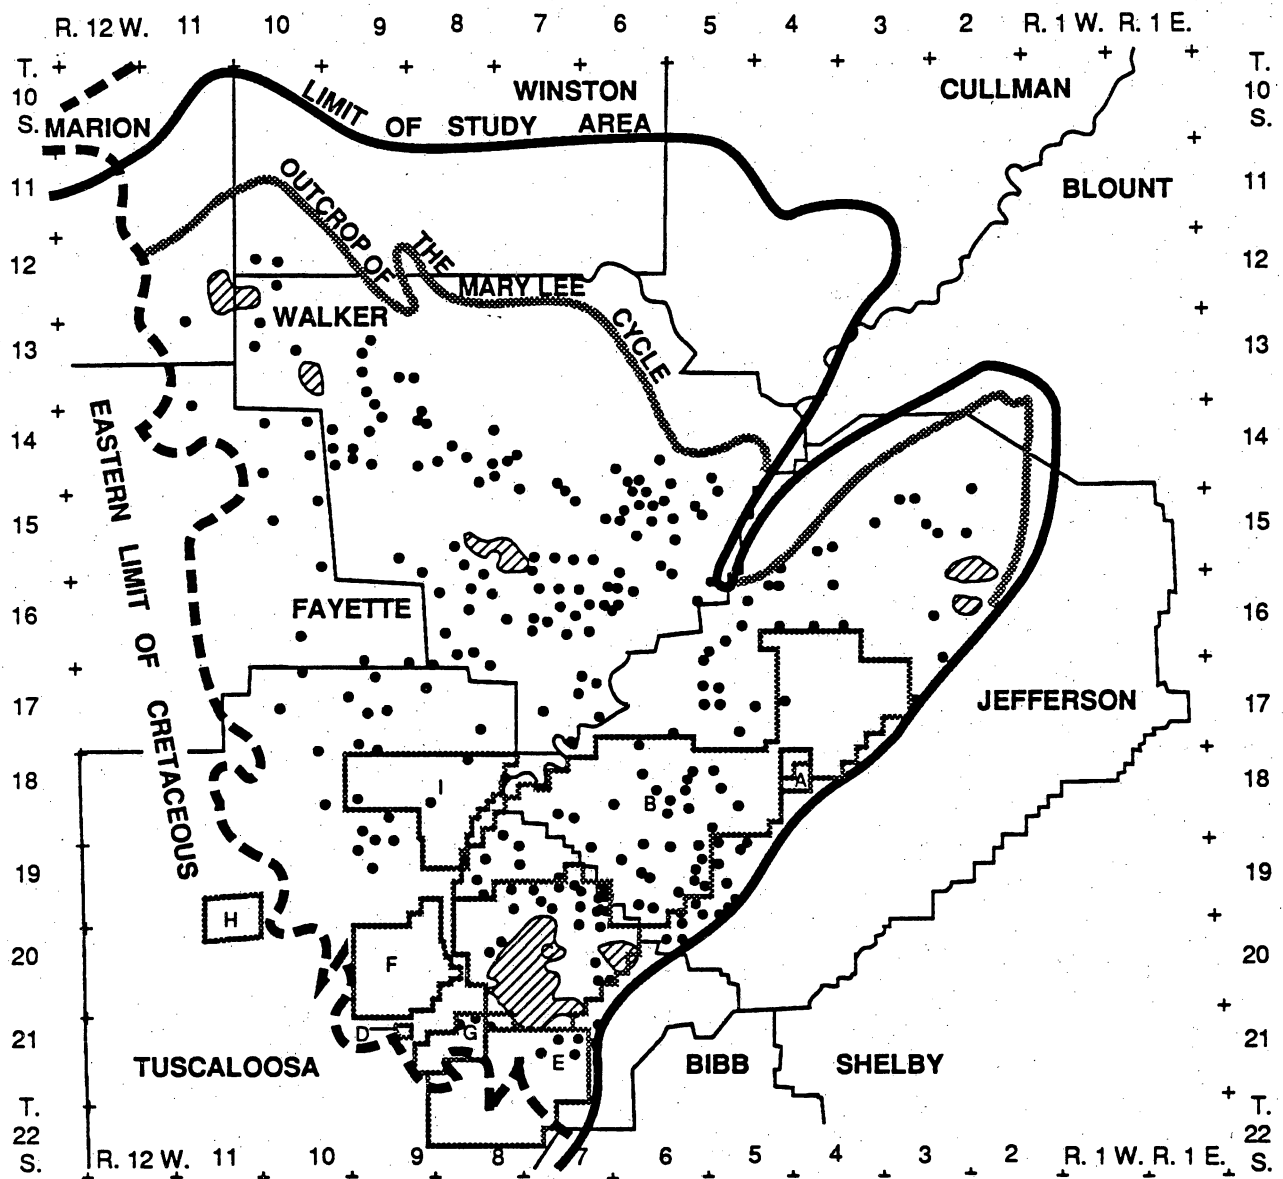 R. 12 W. 11 10 9 8 7 6 5 4 3 2 R. 1 W. R. 1 E.
T.
10
S.
T.
10
S.
WINSTON
CULLMAN
MARION
LIMIT OF STUDY AREA
11
11
BLOUNT
OUTCROP OF THE MARY LEE CYCLE
12
12
WALKER
13
13
14
14
EASTERN LIMIT OF CRETACEOUS
15
15
FAYETTE
16
16
17
17
JEFFERSON
18
18
I
B
A
19
19
H
20
20
F
D
G
E
21
21
TUSCALOOSA
BIBB
SHELBY
T.
22
S.
T.
22
S.
R. 12 W. 11 10 9 8 7 6 5 4 3 2 R. 1 W. R. 1 E.